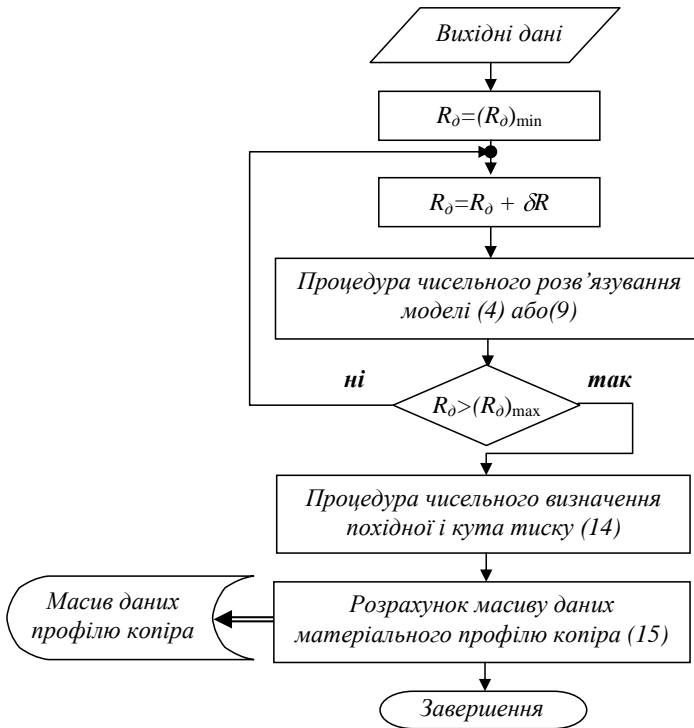 Вихідні дані
R∂=(R∂)min
R∂=R∂ + δR
Процедура чисельного розв’язування
моделі (4) або(9)
ні
так
R∂>(R∂)max
Процедура чисельного визначення
похідної і кута тиску (14)
Масив даних
профілю копіра
Розрахунок масиву даних
матеріального профілю копіра (15)
Завершення